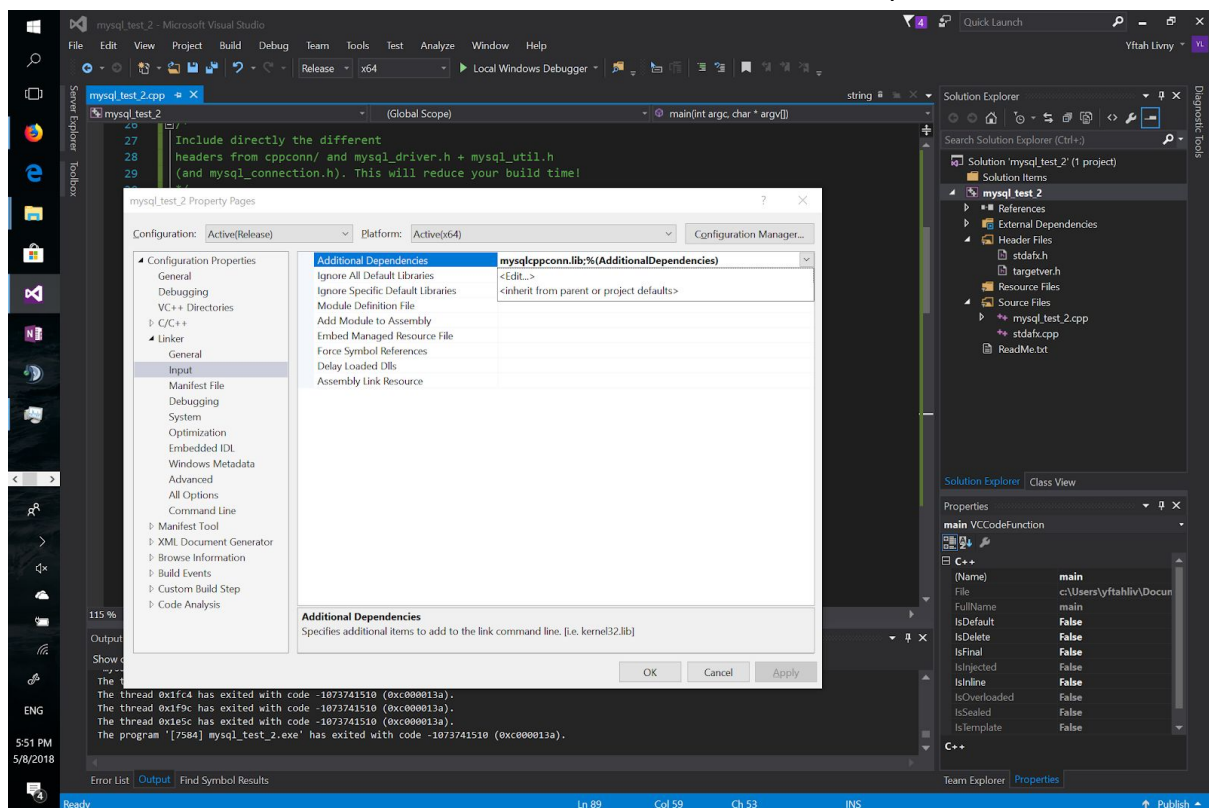 mysql_test_2 - Microsoft Visual Studio
4
Quick Launch
File Edit View Project Build Debug Team Tools Test Analyze Window Help
Yftah Livny
YL
Release x64 Local Windows Debugger
Server Explorer
Toolbox
mysql_test_2.cpp
string
mysql_test_2 (Global Scope) main(int argc, char * argv[])
26 /*
27 Include directly the different
28 headers from cppconn/ and mysql_driver.h + mysql_util.h
29 (and mysql_connection.h). This will reduce your build time!
mysql_test_2 Property Pages
? ×
Configuration: Active(Release) Platform: Active(x64) Configuration Manager...
Configuration Properties
General
Debugging
VC++ Directories
C/C++
Linker
General
Input
Manifest File
Debugging
System
Optimization
Embedded IDL
Windows Metadata
Advanced
All Options
Command Line
Manifest Tool
XML Document Generator
Browse Information
Build Events
Custom Build Step
Code Analysis
Additional Dependencies mysqlcppconn.lib;%(AdditionalDependencies)
Ignore All Default Libraries <Edit...>
Ignore Specific Default Libraries <inherit from parent or project defaults>
Module Definition File
Add Module to Assembly
Embed Managed Resource File
Force Symbol References
Delay Loaded Dlls
Assembly Link Resource
Additional Dependencies
Specifies additional items to add to the link command line. [i.e. kernel32.lib]
OK Cancel Apply
115 %
Output
Show
The t
The thread 0x1fc4 has exited with code -1073741510 (0xc000013a).
The thread 0x1f9c has exited with code -1073741510 (0xc000013a).
The thread 0x1e5c has exited with code -1073741510 (0xc000013a).
The program '[7584] mysql_test_2.exe' has exited with code -1073741510 (0xc000013a).
Error List Output Find Symbol Results
Solution Explorer
Search Solution Explorer (Ctrl+;)
Solution 'mysql_test_2' (1 project)
Solution Items
mysql_test_2
References
External Dependencies
Header Files
stdafx.h
targetver.h
Resource Files
Source Files
mysql_test_2.cpp
stdafx.cpp
ReadMe.txt
Solution Explorer Class View
Properties
main VCCodeFunction
C++
(Name) main
File c:\Users\yftahliv\Docum
FullName main
IsDefault False
IsDelete False
IsFinal False
IsInjected False
IsInline False
IsOverloaded False
IsSealed False
IsTemplate False
C++
Team Explorer Properties
Diagnostic Tools
Ready Ln 89 Col 59 Ch 53 INS Publish
ENG
5:51 PM
5/8/2018
4